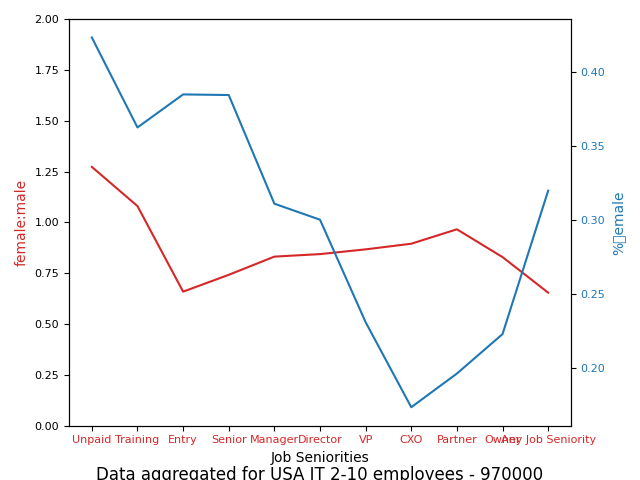 2.00
1.75
1.50
1.25
1.00
0.75
0.50
0.25
0.00
female:male
0.40
0.35
0.30
0.25
0.20
%￿emale
Unpaid Training Entry Senior Manager Director VP CXO Partner Owner Any Job Seniority
Job Seniorities
Data aggregated for USA IT 2-10 employees - 970000